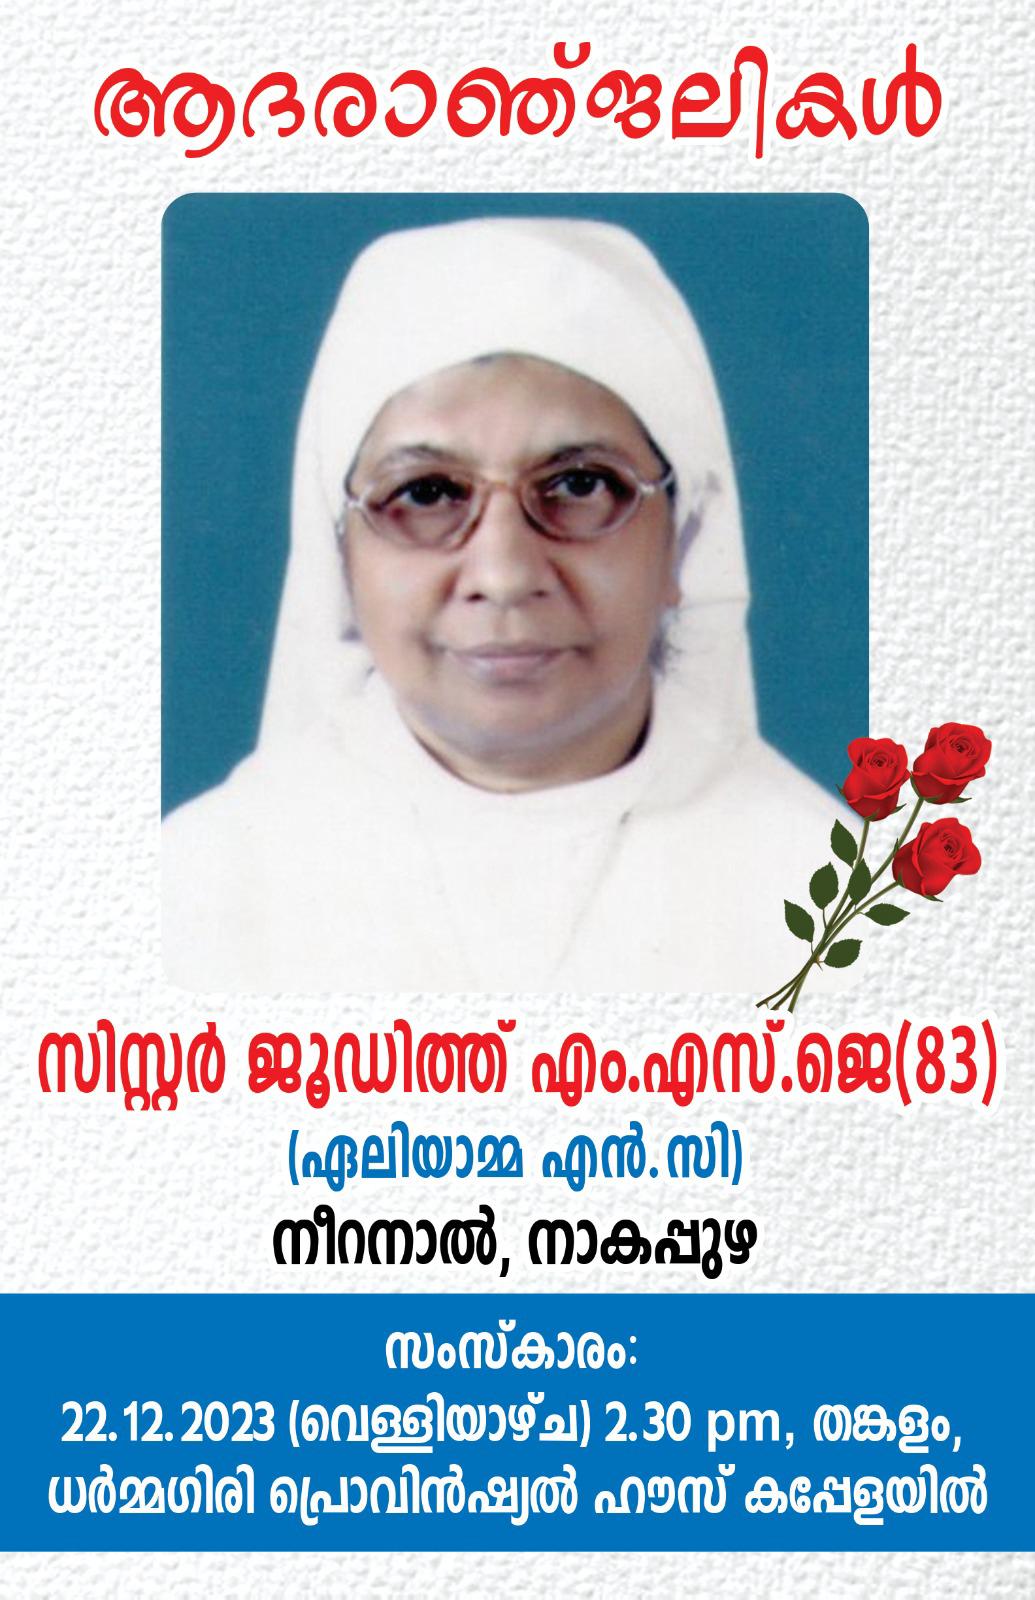 ആദരാഞ്ജലികൾ
സിസ്റ്റർ ജൂഡിത്ത് എം.എസ്.ജെ(83)
(ഏലിയാമ്മ എൻ.സി)
നീറനാൽ, നാകപ്പുഴ
സംസ്കാരം:
22.12.2023 (വെള്ളിയാഴ്ച) 2.30 pm, തങ്കളം,
ധർമ്മഗിരി പ്രൊവിൻഷ്യൽ ഹൗസ് കപ്പേളയിൽ